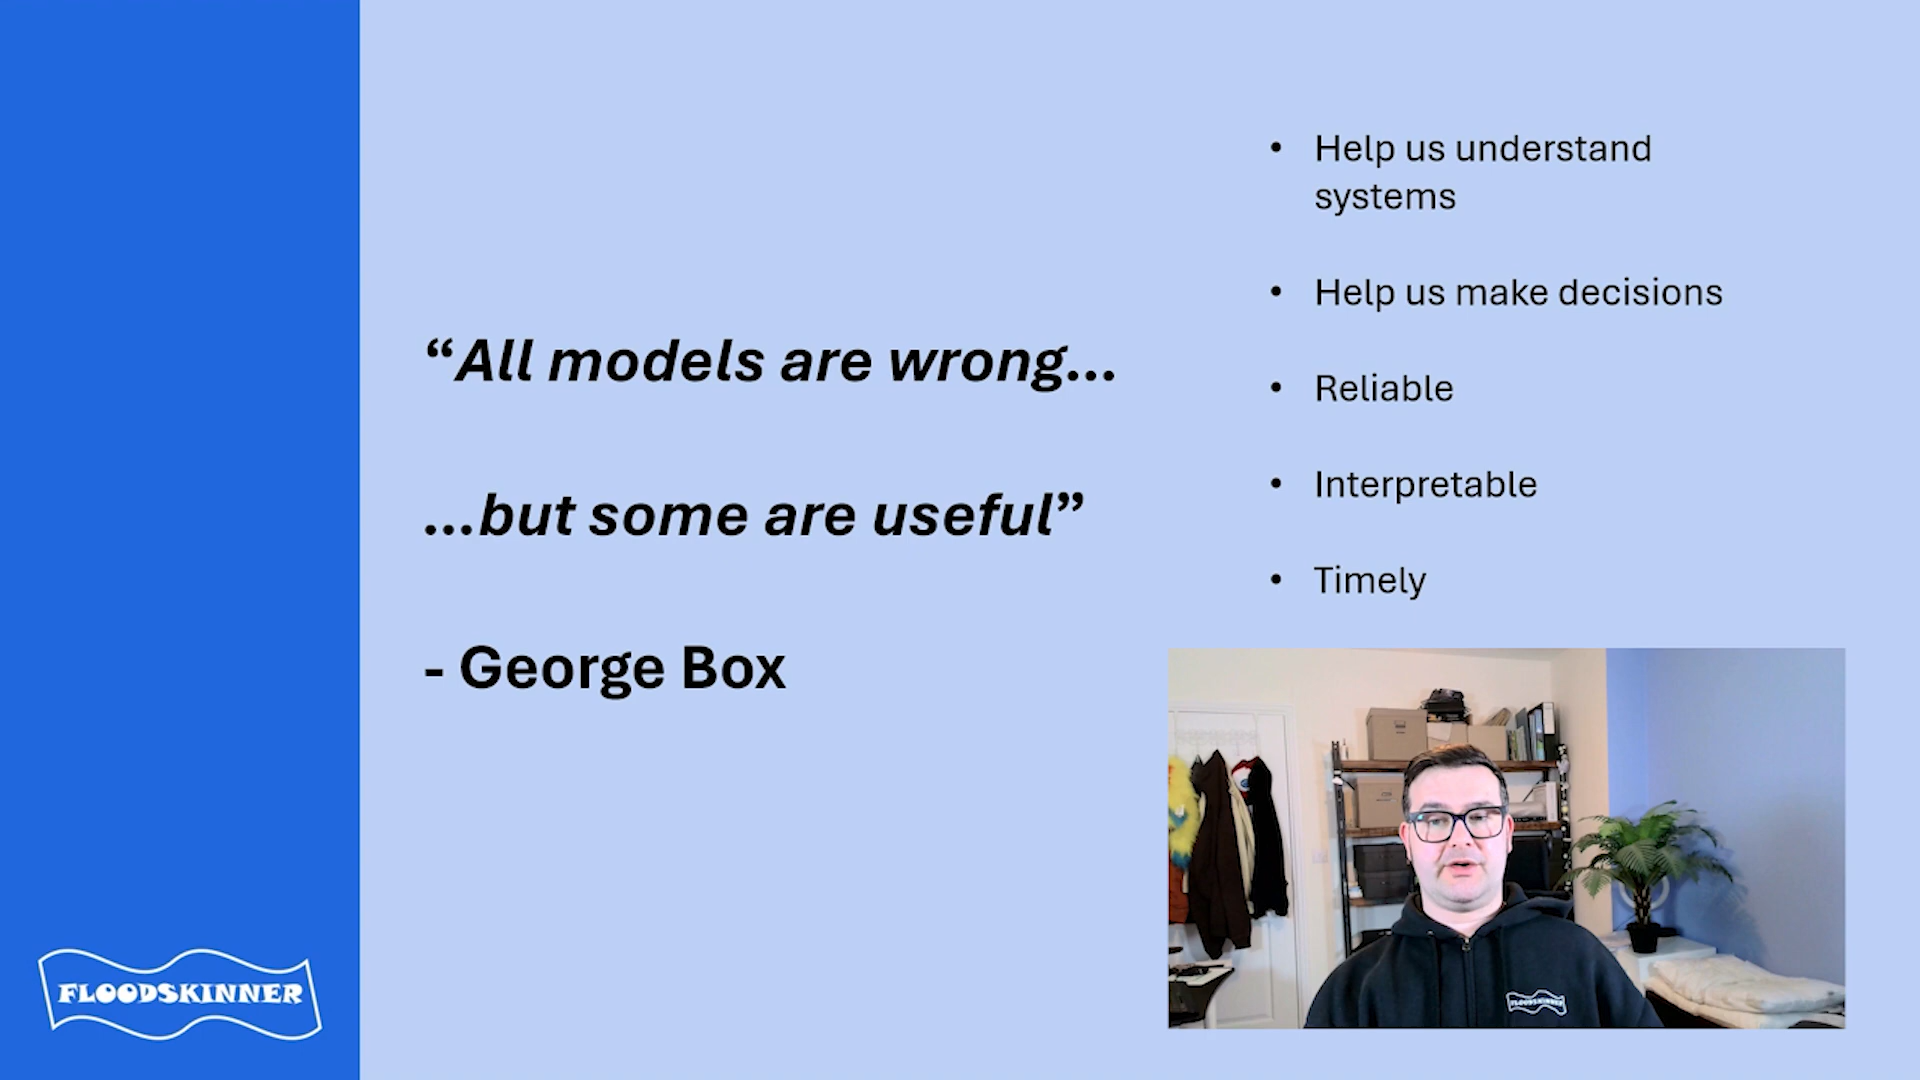 “All models are wrong...
...but some are useful”
- George Box
• Help us understand
systems
• Help us make decisions
• Reliable
• Interpretable
• Timely
FLOODSKINNER
FLOODSKINNER